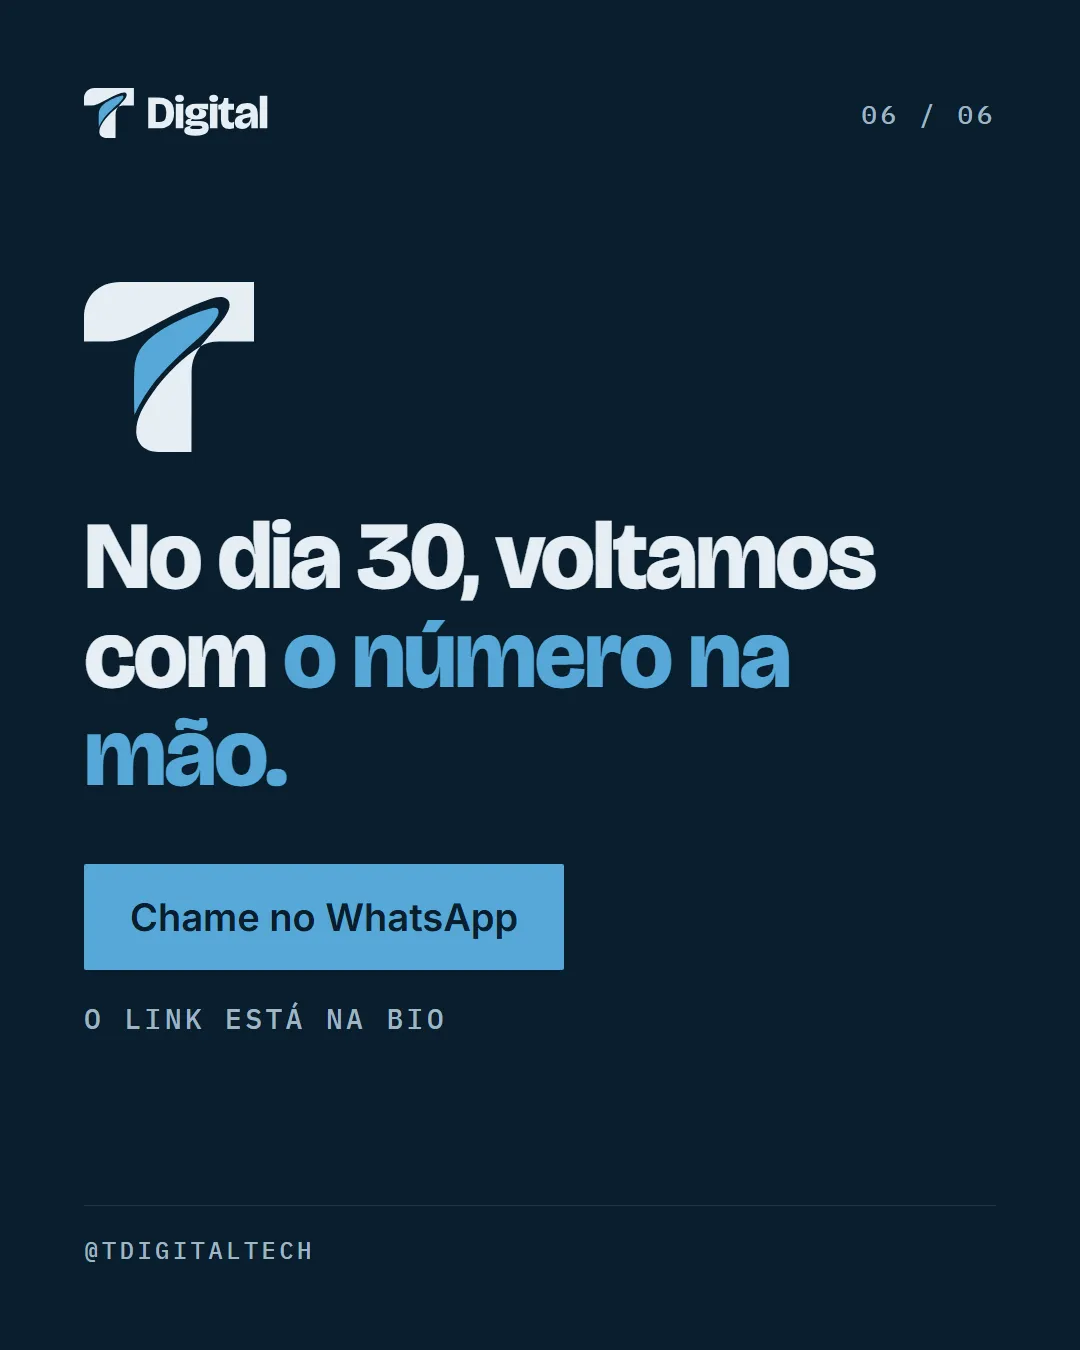 Digital
06 / 06
No dia 30, voltamos
com o número na
mão.
Chame no WhatsApp
O LINK ESTÁ NA BIO
@TDIGITALTECH